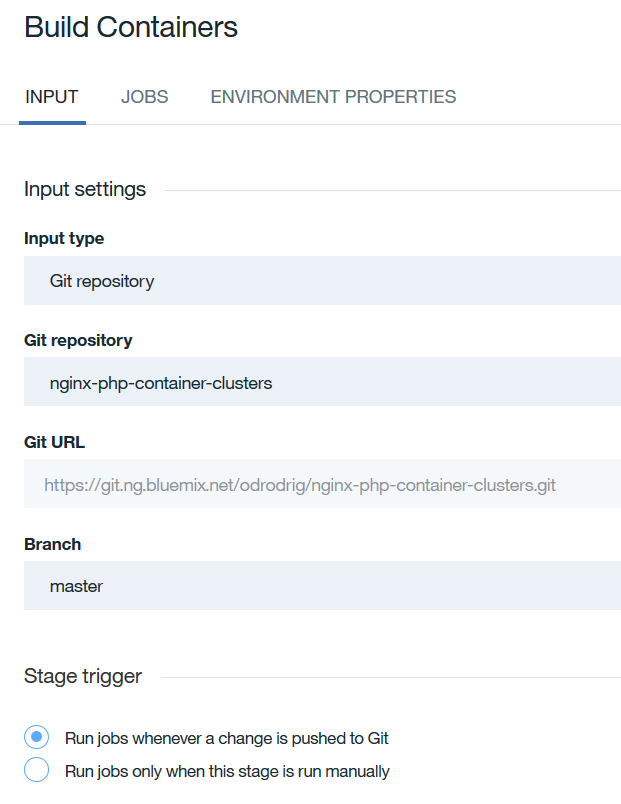 Build Containers
INPUT JOBS ENVIRONMENT PROPERTIES
Input settings
Input type
Git repository
Git repository
nginx-php-container-clusters
Git URL
https://git.ng.bluemix.net/odrodrig/nginx-php-container-clusters.git
Branch
master
Stage trigger
Run jobs whenever a change is pushed to Git
Run jobs only when this stage is run manually